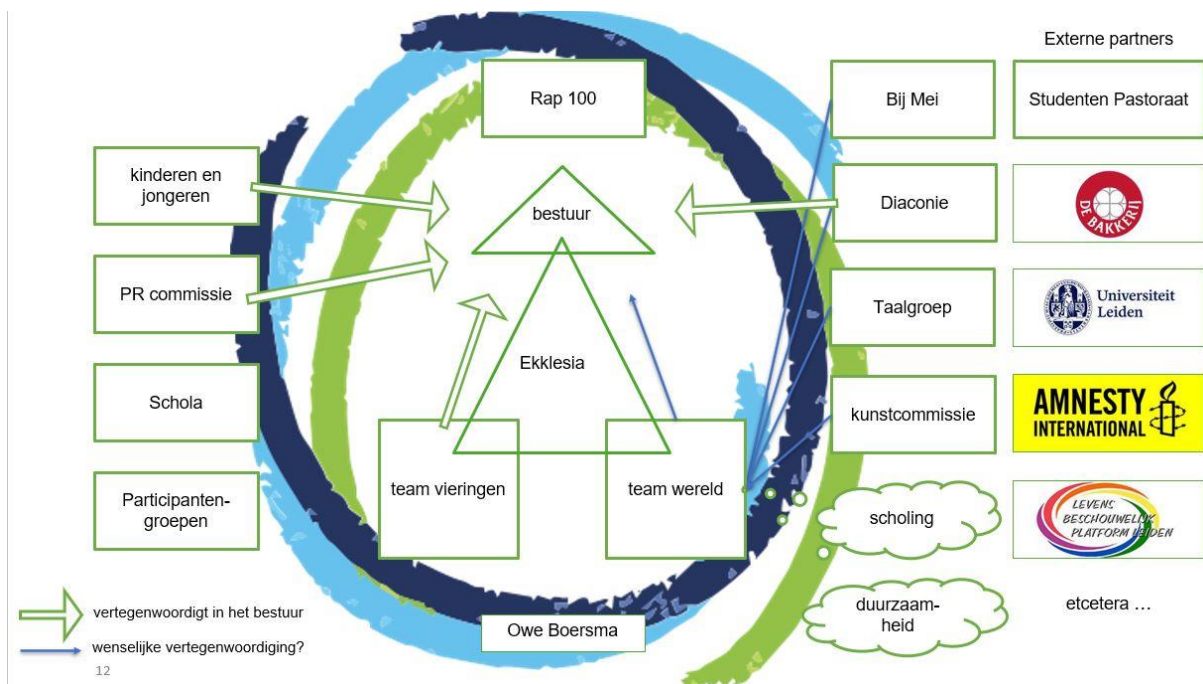 Externe partners
Rap 100
Bij Mei
Studenten Pastoraat
kinderen en
jongeren
bestuur
Diaconie
DE BAKKERIJ
PR commissie
Taalgroep
Universiteit
Leiden
Ekklesia
Schola
kunstcommissie
AMNESTY
INTERNATIONAL
team vieringen
team wereld
Participanten-
groepen
scholing
LEVENS
BESCHOUWELIJK
PLATFORM LEIDEN
vertegenwoordigt in het bestuur
Owe Boersma
duurzaam-
heid
etcetera ...
wenselijke vertegenwoordiging?
12